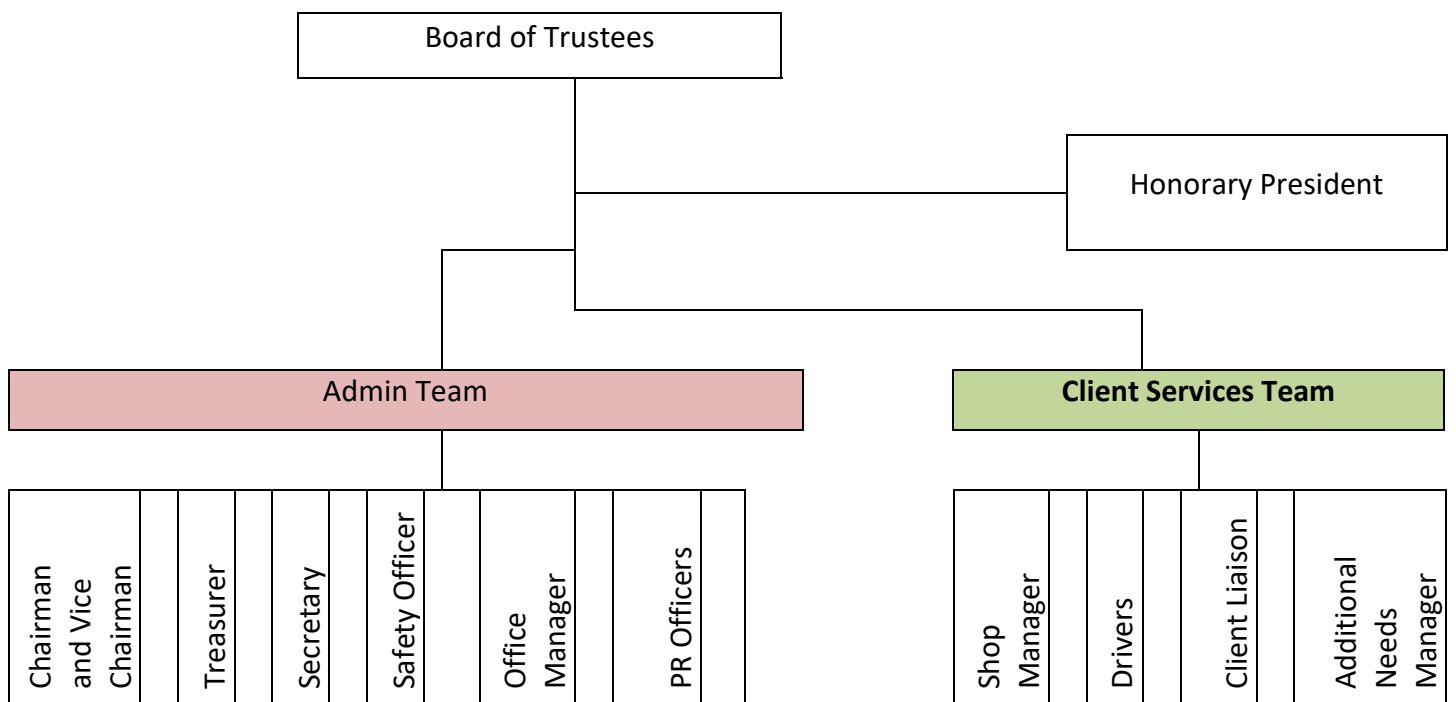 Board of Trustees
Honorary President
Admin Team
Client Services Team
Chairman
and Vice
Chairman
Treasurer
Secretary
Safety Officer
Office
Manager
PR Officers
Shop
Manager
Drivers
Client Liaison
Additional
Needs
Manager